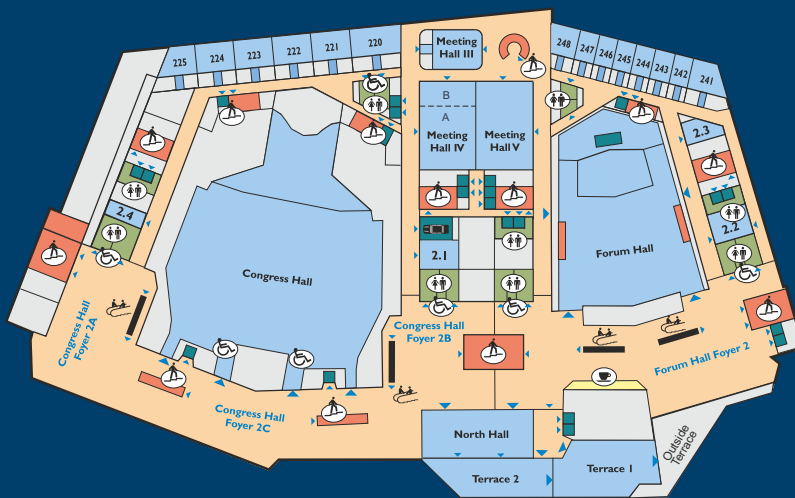 225
224
223
222
221
220
Meeting
Hall III
248
247
246
245
244
243
242
241
B
A
Meeting
Hall IV
Meeting
Hall V
2.3
2.4
2.2
2.1
Congress Hall
Forum Hall
Congress Hall
Foyer 2A
Congress Hall
Foyer 2B
Forum Hall Foyer 2
Congress Hall
Foyer 2C
North Hall
Terrace 2
Terrace 1
Outside
Terrace